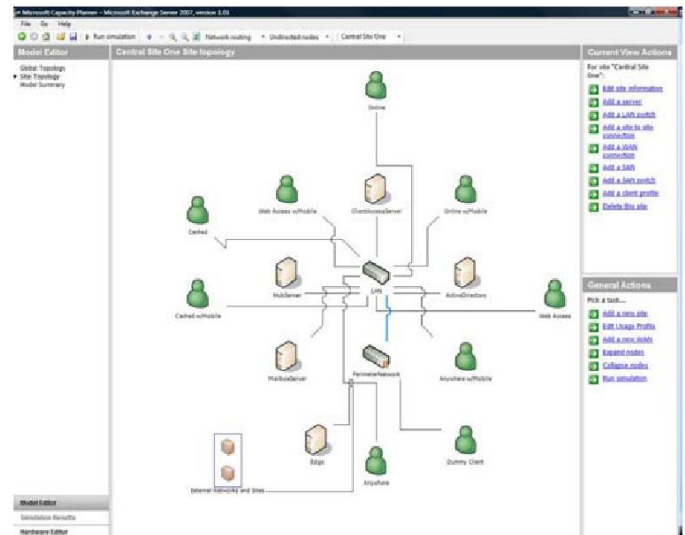 Microsoft Capacity Planner - Microsoft Exchange Server 2007, version 1.01
File Go Help
Run simulation Network routing Undirected nodes Central Site One
Model Editor
Global Topology
Site Topology
Model Summary
Central Site One Site topology
Online
Web Access w/Mobile
ClientAccessServer
Online w/Mobile
Cached
HubServer
LAN
ActiveDirectory
Cached w/Mobile
Web Access
MailboxServer
PerimeterNetwork
Anywhere w/Mobile
Edge
Dummy Client
Anywhere
External Networks and Sites
Model Editor
Simulation Results
Hardware Editor
Current View Actions
For site "Central Site
One":
Edit site information
Add a server
Add a LAN switch
Add a site to site
connection
Add a WAN
connection
Add a SAN
Add a SAN switch
Add a client profile
Delete this site
General Actions
Pick a task...
Add a new site
Edit Usage Profile
Add a new WAN
Expand nodes
Collapse nodes
Run simulation